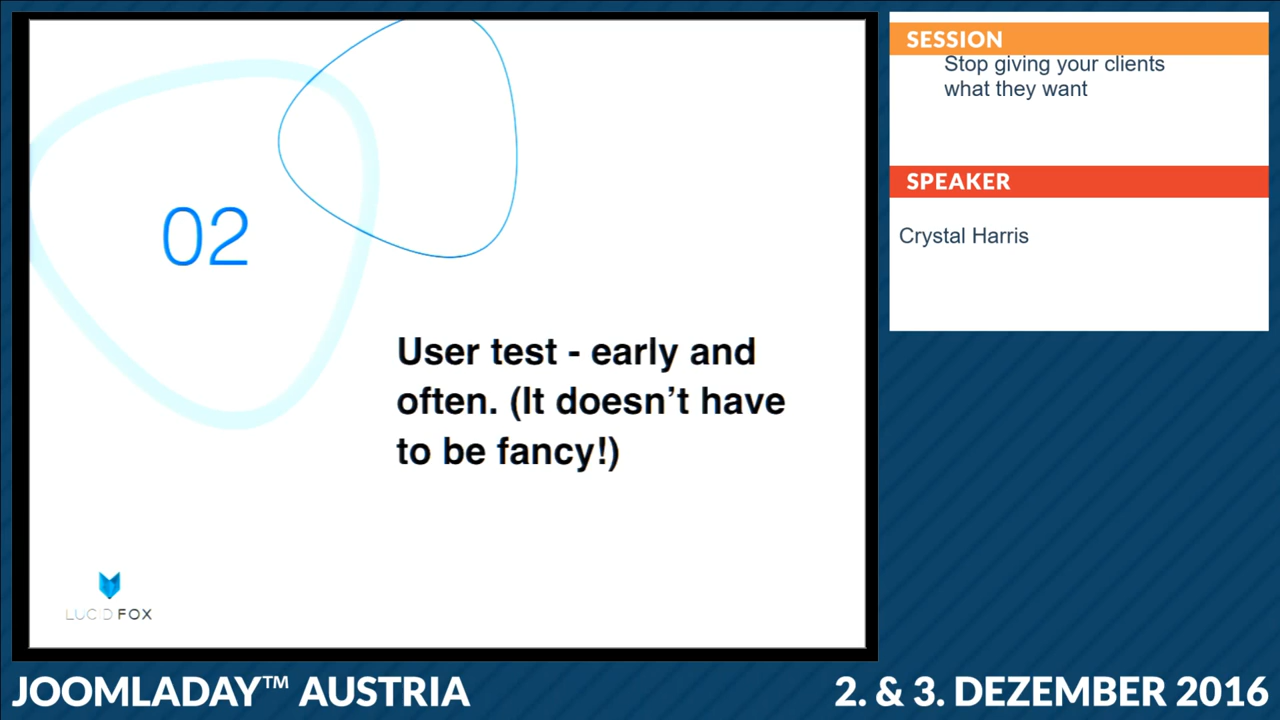 02
User test - early and
often. (It doesn’t have
to be fancy!)
LUCID FOX
SESSION
Stop giving your clients
what they want
SPEAKER
Crystal Harris
JOOMLADAY™ AUSTRIA
2. & 3. DEZEMBER 2016